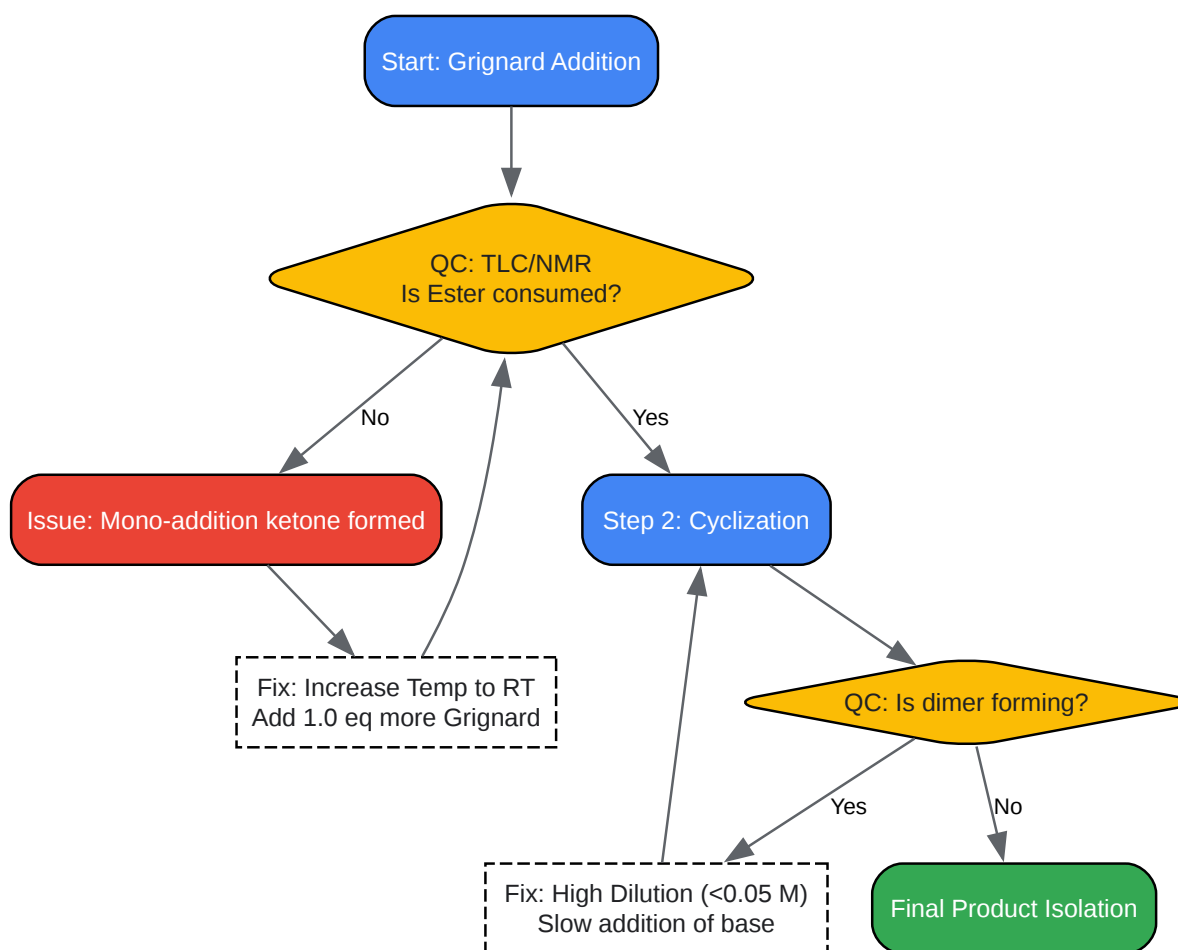 Start: Grignard Addition
QC: TLC/NMR
Is Ester consumed?
No
Yes
Issue: Mono-addition ketone formed
Step 2: Cyclization
Fix: Increase Temp to RT
Add 1.0 eq more Grignard
QC: Is dimer forming?
Yes
No
Fix: High Dilution (<0.05 M)
Slow addition of base
Final Product Isolation